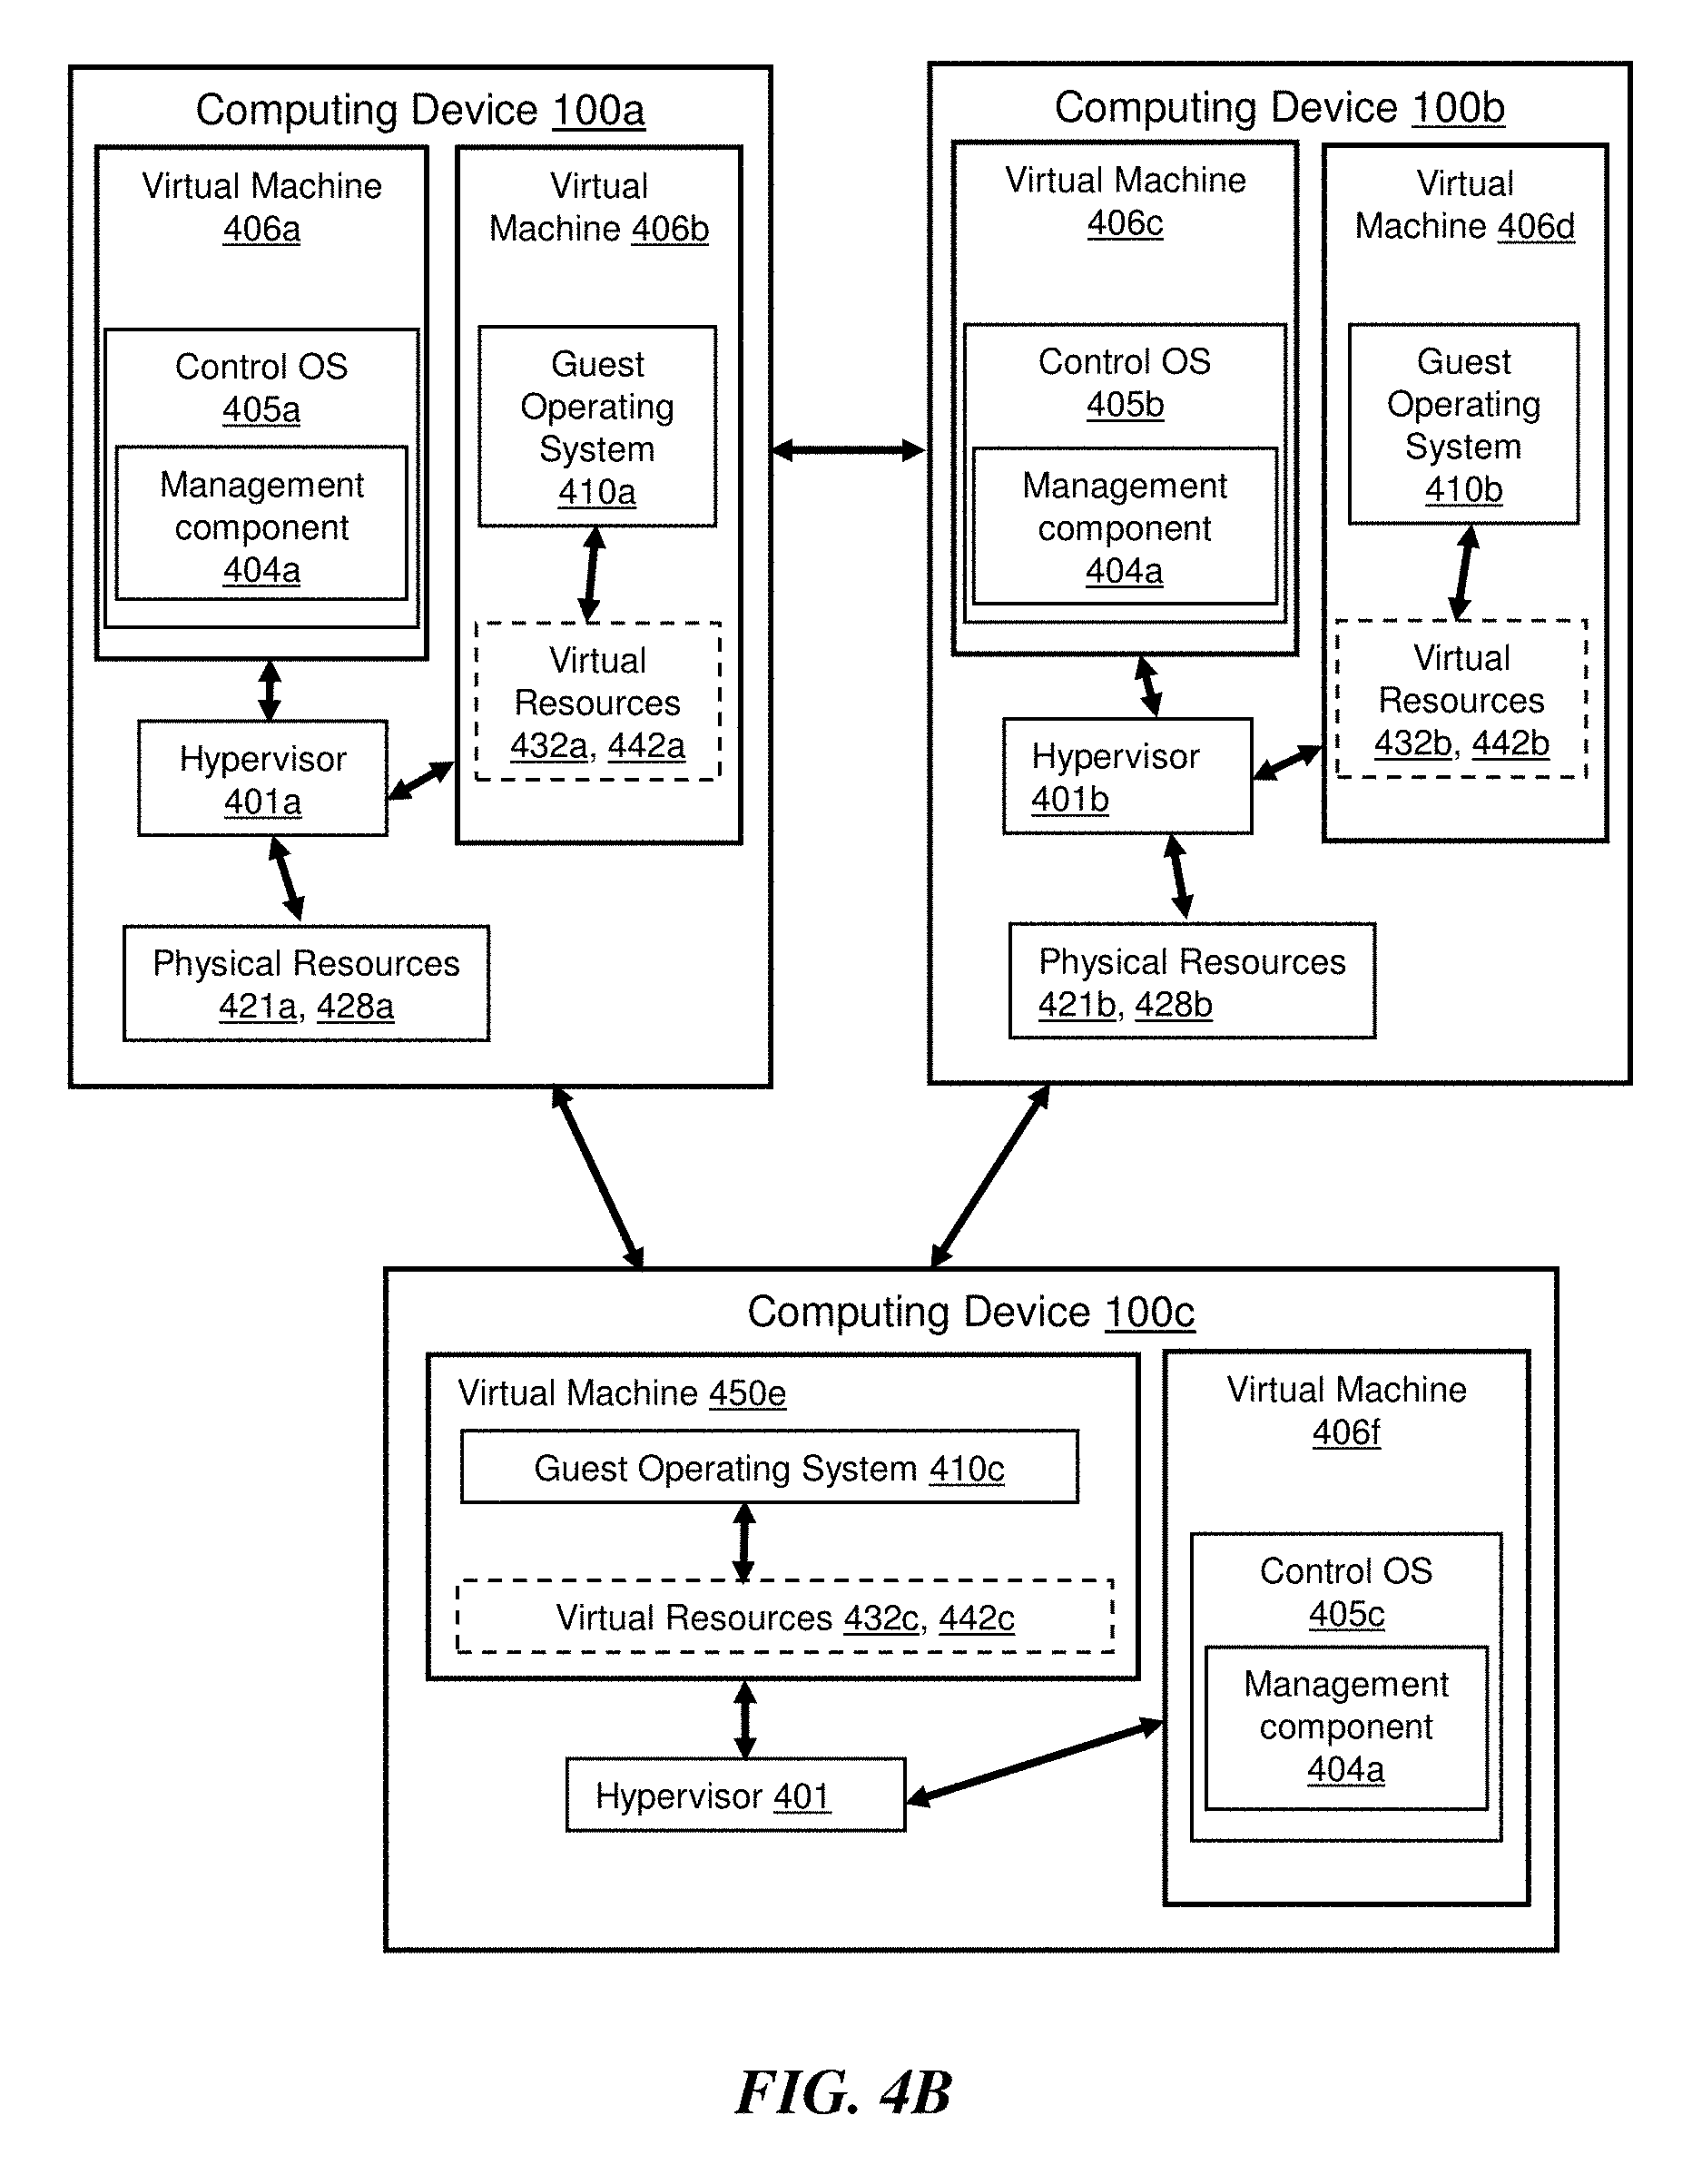 Computing Device 100a
Virtual Machine
406a
Control OS
405a
Management
component
404a
Virtual
Machine 406b
Guest
Operating
System
410a
Virtual
Resources
432a, 442a
Hypervisor
401a
Physical Resources
421a, 428a
Computing Device 100b
Virtual Machine
406c
Control OS
405b
Management
component
404a
Virtual
Machine 406d
Guest
Operating
System
410b
Virtual
Resources
432b, 442b
Hypervisor
401b
Physical Resources
421b, 428b
Computing Device 100c
Virtual Machine 450e
Guest Operating System 410c
Virtual Resources 432c, 442c
Hypervisor 401
Virtual Machine
406f
Control OS
405c
Management
component
404a
FIG. 4B